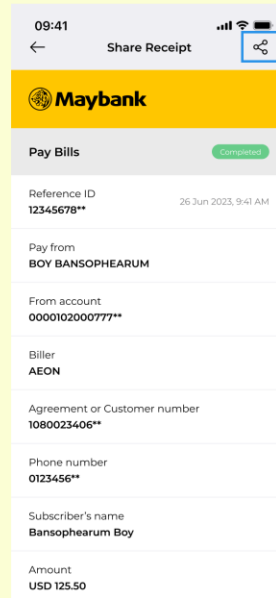 09:41
Share Receipt
Maybank
Pay Bills
Completed
Reference ID
12345678**
26 Jun 2023, 9:41 AM
Pay from
BOY BANSOPHEARUM
From account
0000102000777**
Biller
AEON
Agreement or Customer number
1080023406**
Phone number
0123456**
Subscriber's name
Bansophearum Boy
Amount
USD 125.50